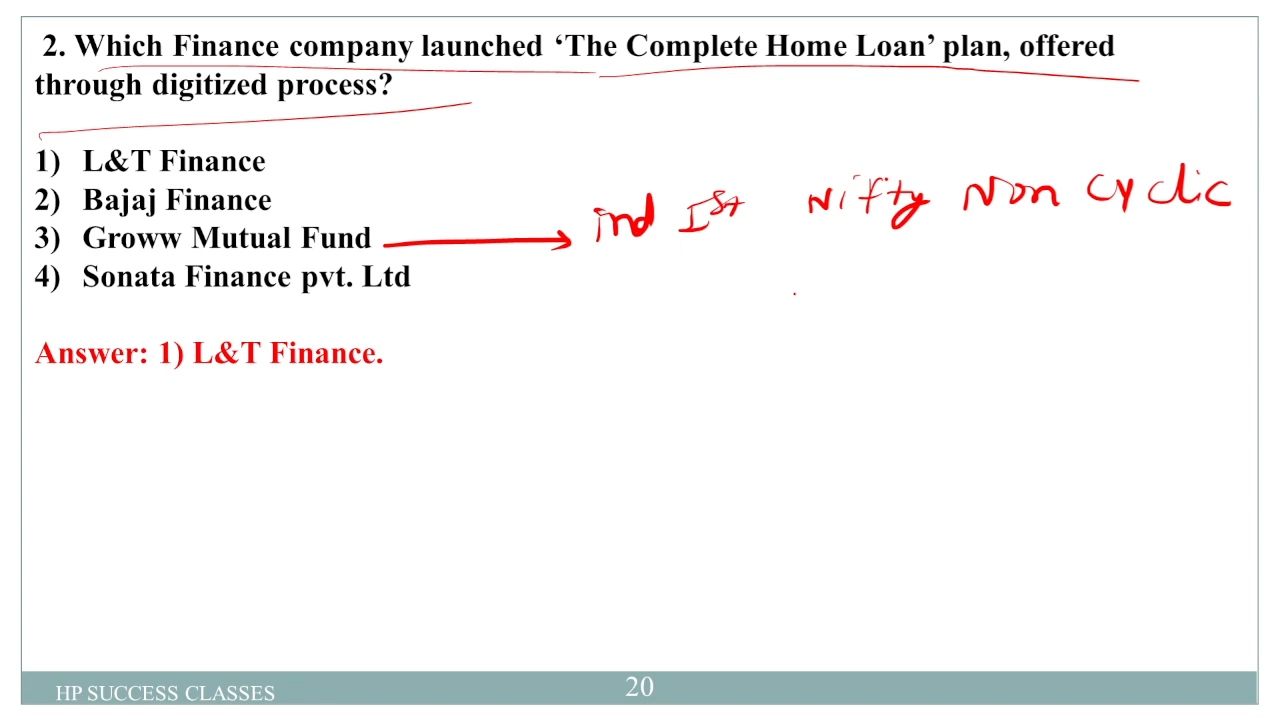 2. Which Finance company launched ‘The Complete Home Loan’ plan, offered
through digitized process?
1) L&T Finance
2) Bajaj Finance
3) Groww Mutual Fund
ind Ist Nifty Non Cyclic
4) Sonata Finance pvt. Ltd
Answer: 1) L&T Finance.
HP SUCCESS CLASSES
20